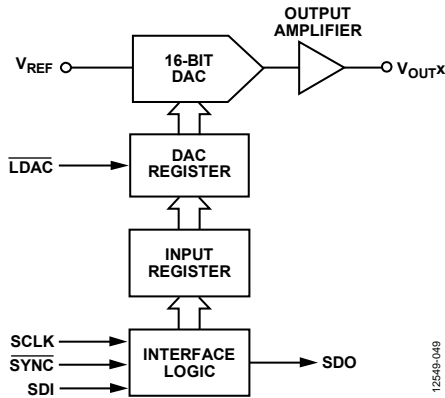 OUTPUT
AMPLIFIER
VREF
16-BIT
DAC
VOUTX
LDAC
DAC
REGISTER
INPUT
REGISTER
SCLK
SYNC
SDI
INTERFACE
LOGIC
SDO
12549-049